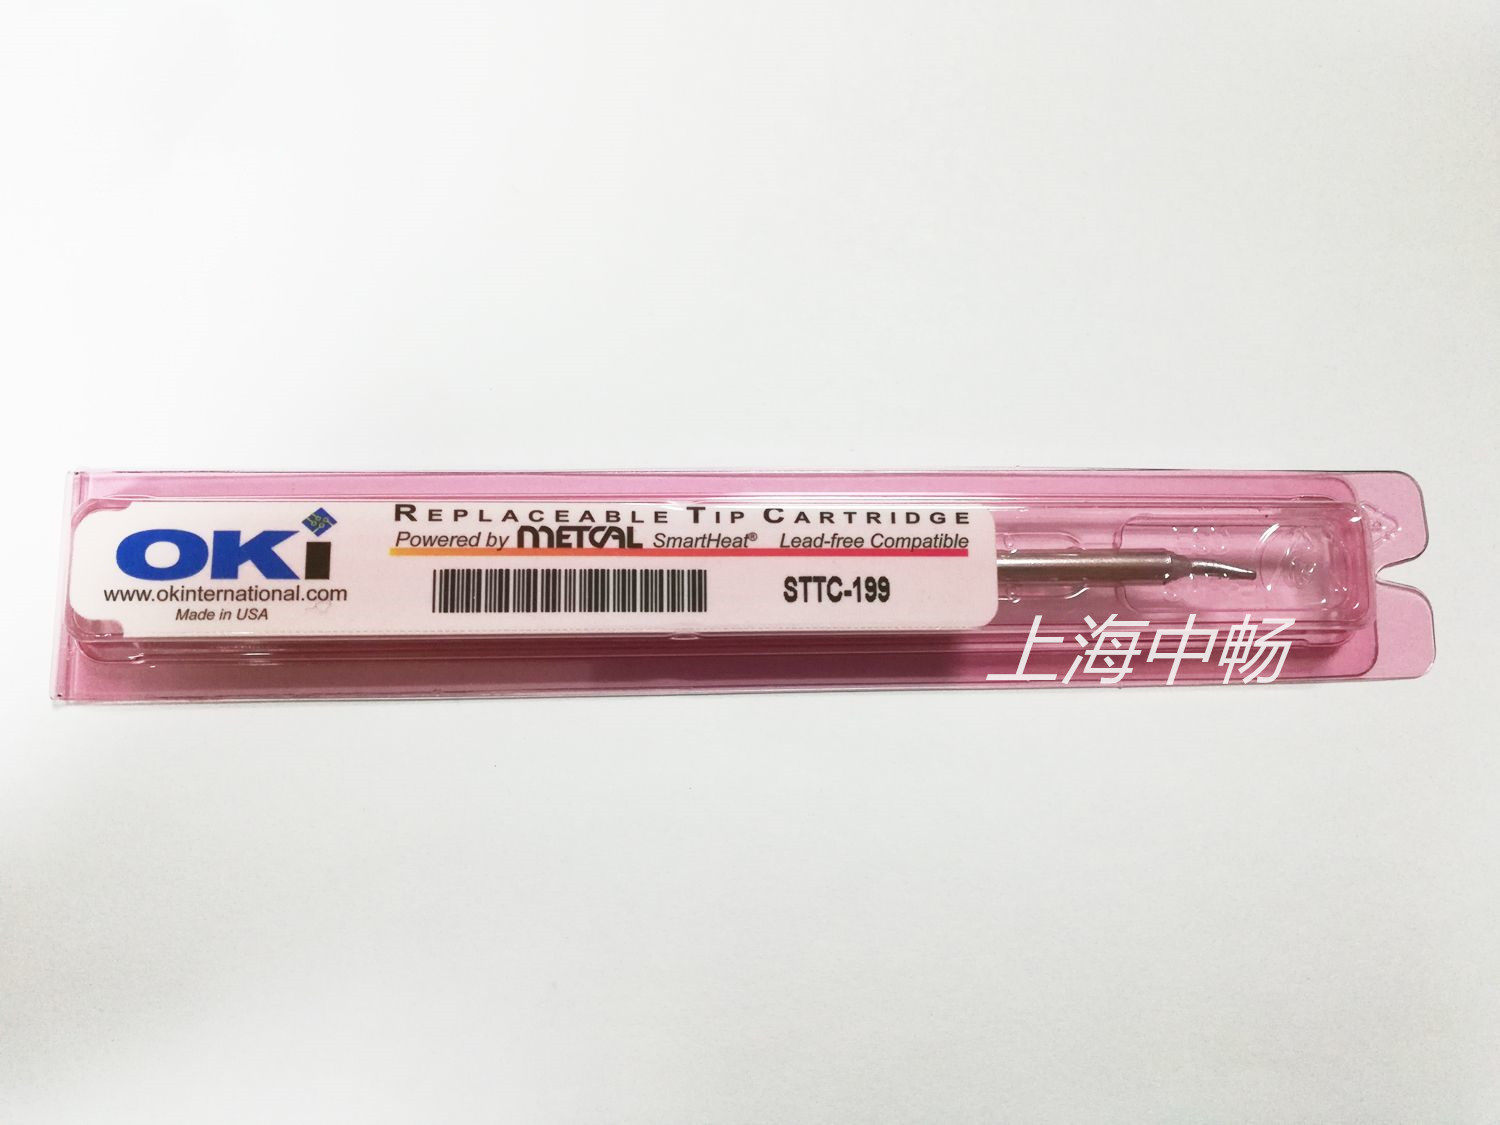 OKi
www.okinternational.com
Made in USA
REPLACEABLE TIP CARTRIDGE
Powered by METCAL SmartHeat® Lead-free Compatible
STTC-199
上海中畅